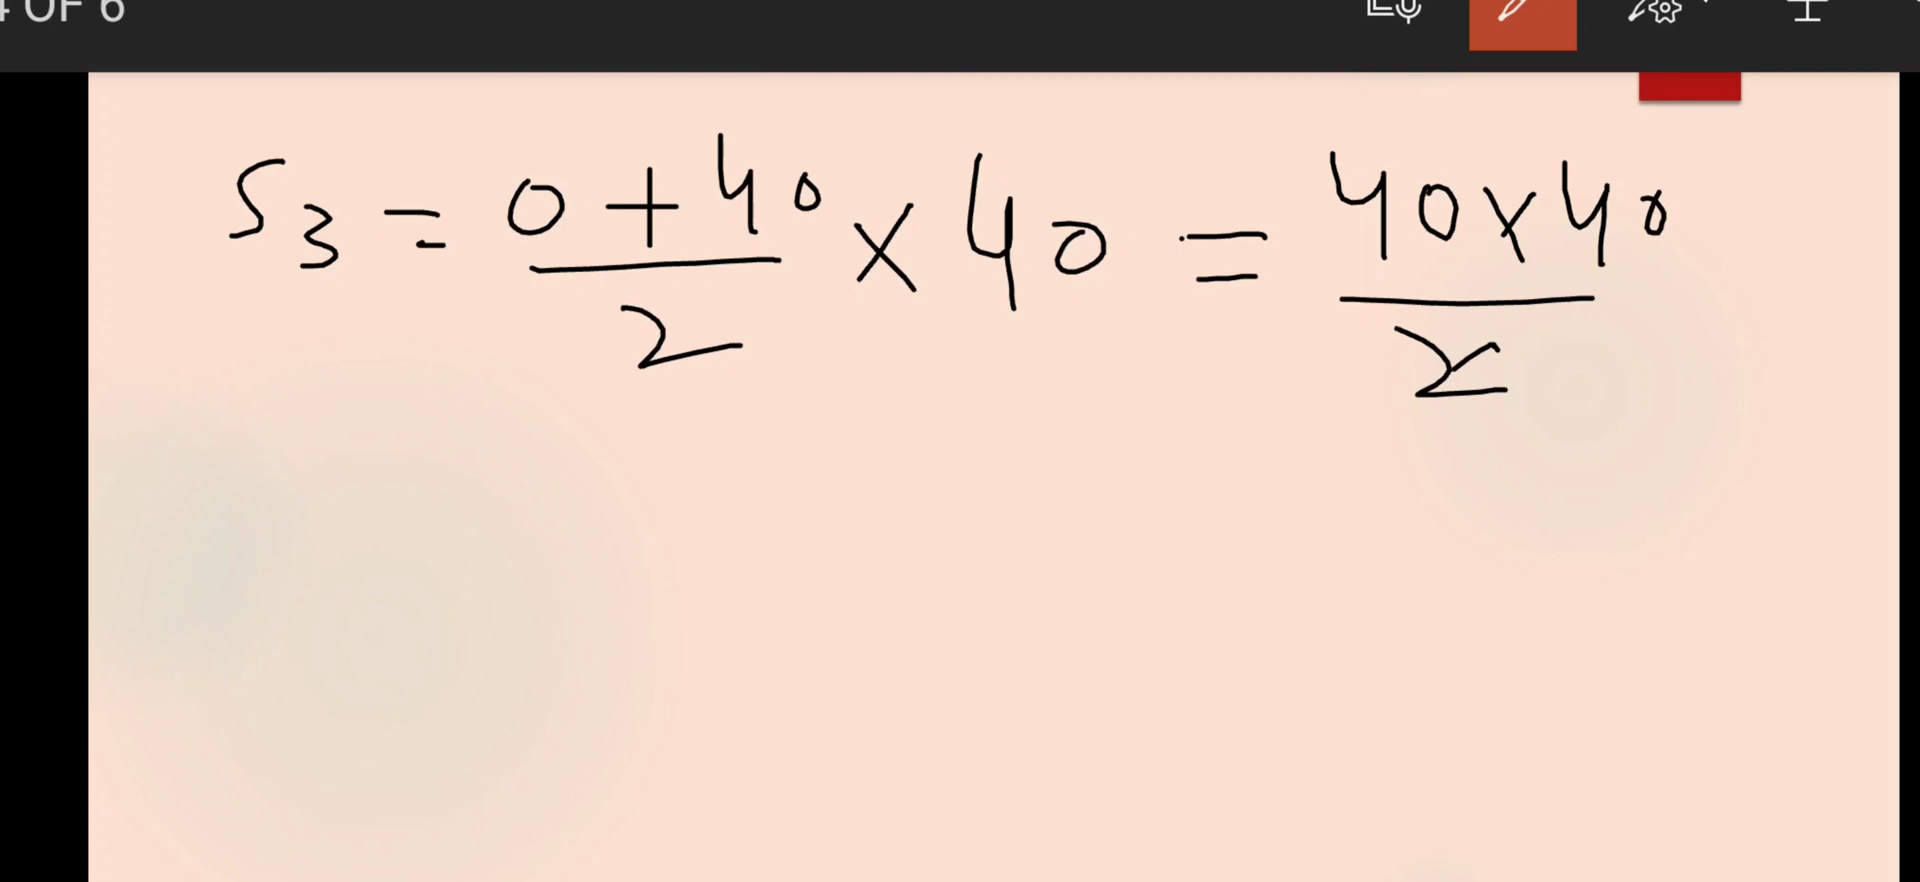 4 OF 6
S₃ = (0 + 40)/2 × 40 = (40 × 40)/2